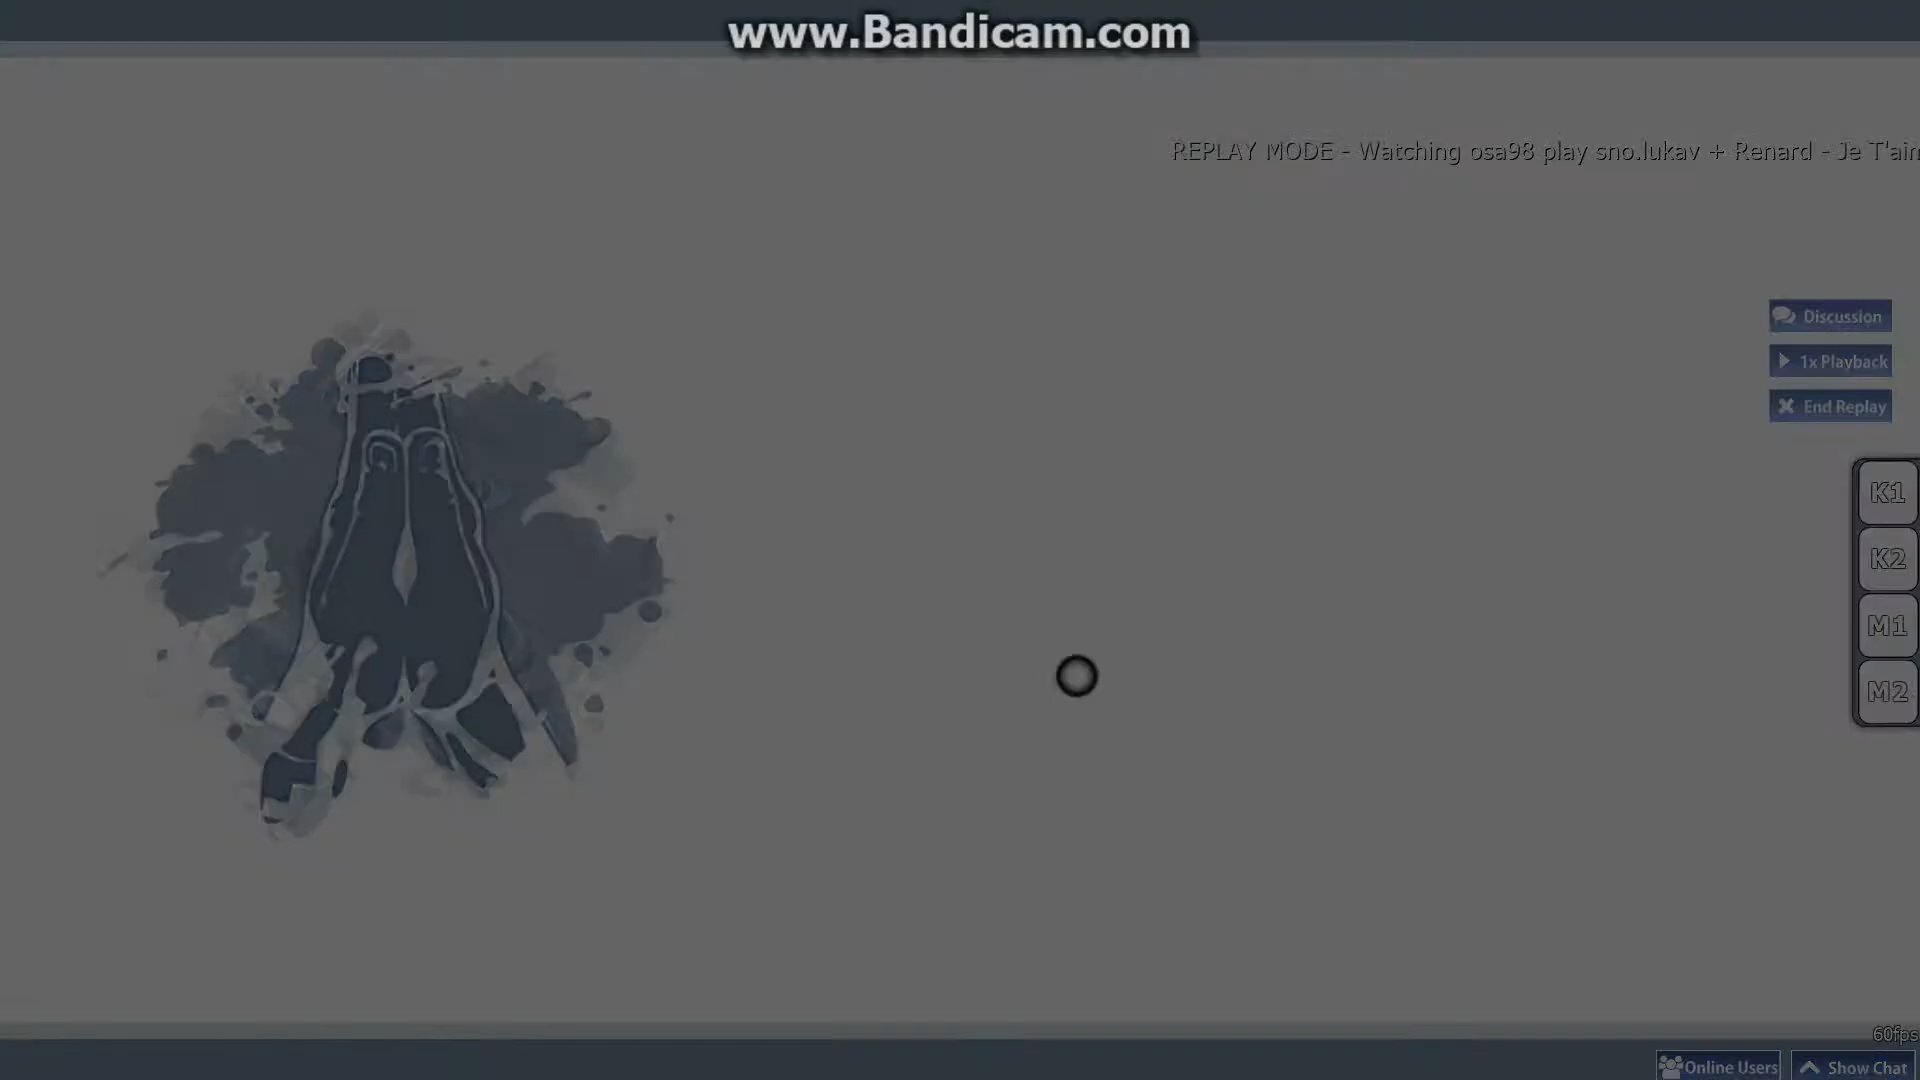 www.Bandicam.com
REPLAY MODE - Watching osa98 play sno.lukav + Renard - Je T'aim
Discussion
1x Playback
End Replay
K1
K2
M1
M2
60fps
Online Users
Show Chat